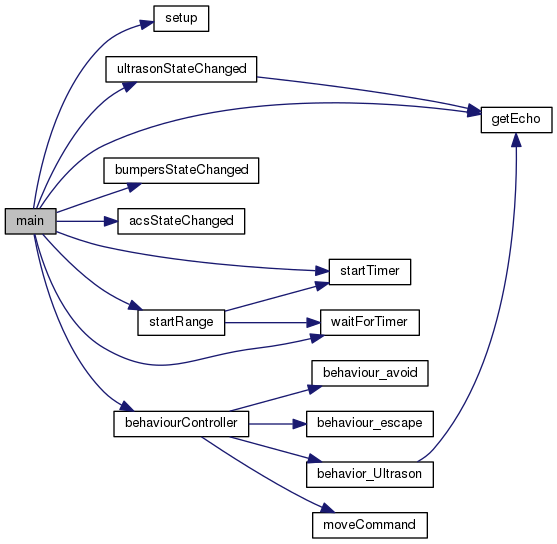 setup
ultrasonStateChanged
getEcho
bumpersStateChanged
main
acsStateChanged
startTimer
startRange
waitForTimer
behaviour_avoid
behaviourController
behaviour_escape
behavior_Ultrason
moveCommand